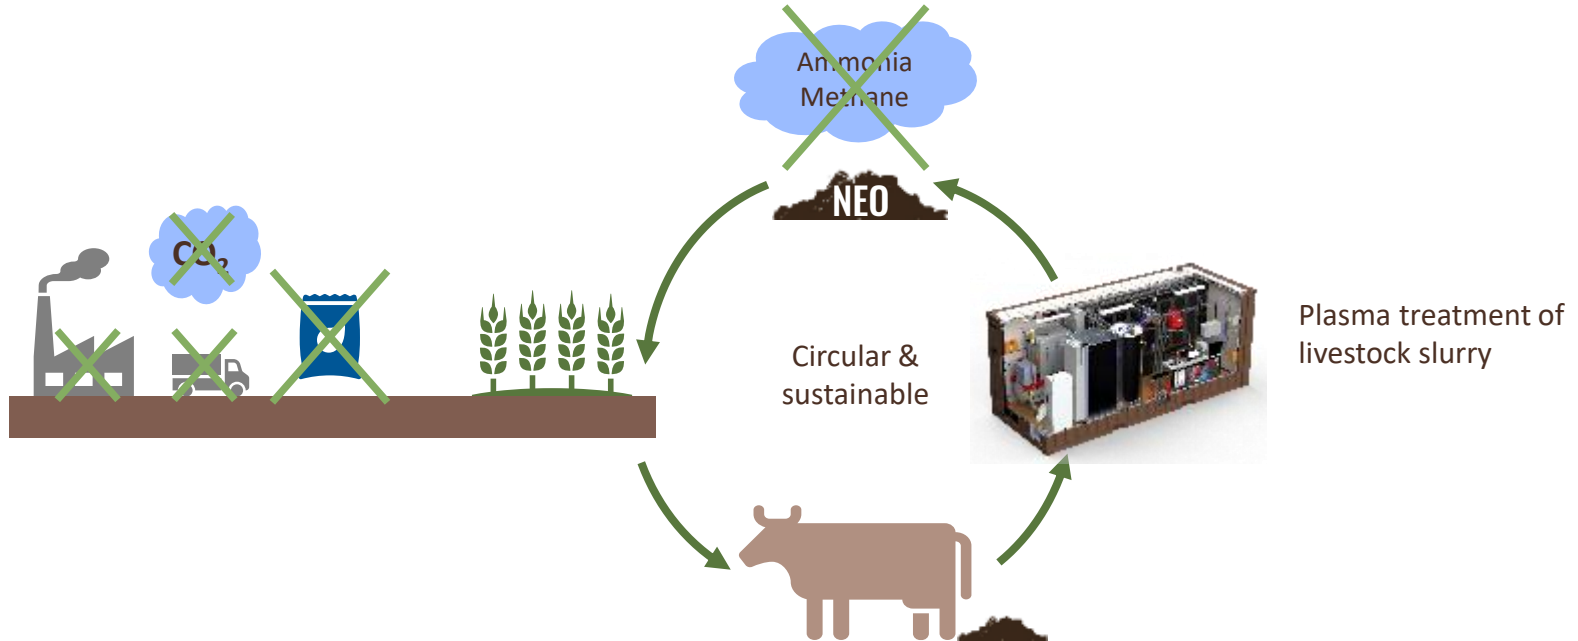 Ammonia
Methane
NEO
CO₂
Circular &
sustainable
Plasma treatment of
livestock slurry